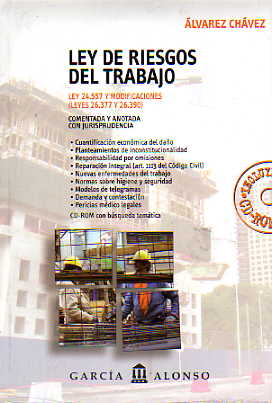 ÁLVAREZ CHÁVEZ
LEY DE RIESGOS
DEL TRABAJO
LEY 24.557 Y MODIFICACIONES
(LEYES 26.377 Y 26.390)
COMENTADA Y ANOTADA
CON JURISPRUDENCIA
• Cuantificación económica del daño
• Planteamientos de inconstitucionalidad
• Responsabilidad por omisiones
• Reparación integral (art. 1113 del Código Civil)
• Nuevas enfermedades del trabajo
• Normas sobre higiene y seguridad
• Modelos de telegramas
• Demanda y contestación
• Pericias médico legales
CD-ROM con búsqueda temática
GARCÍA ALONSO